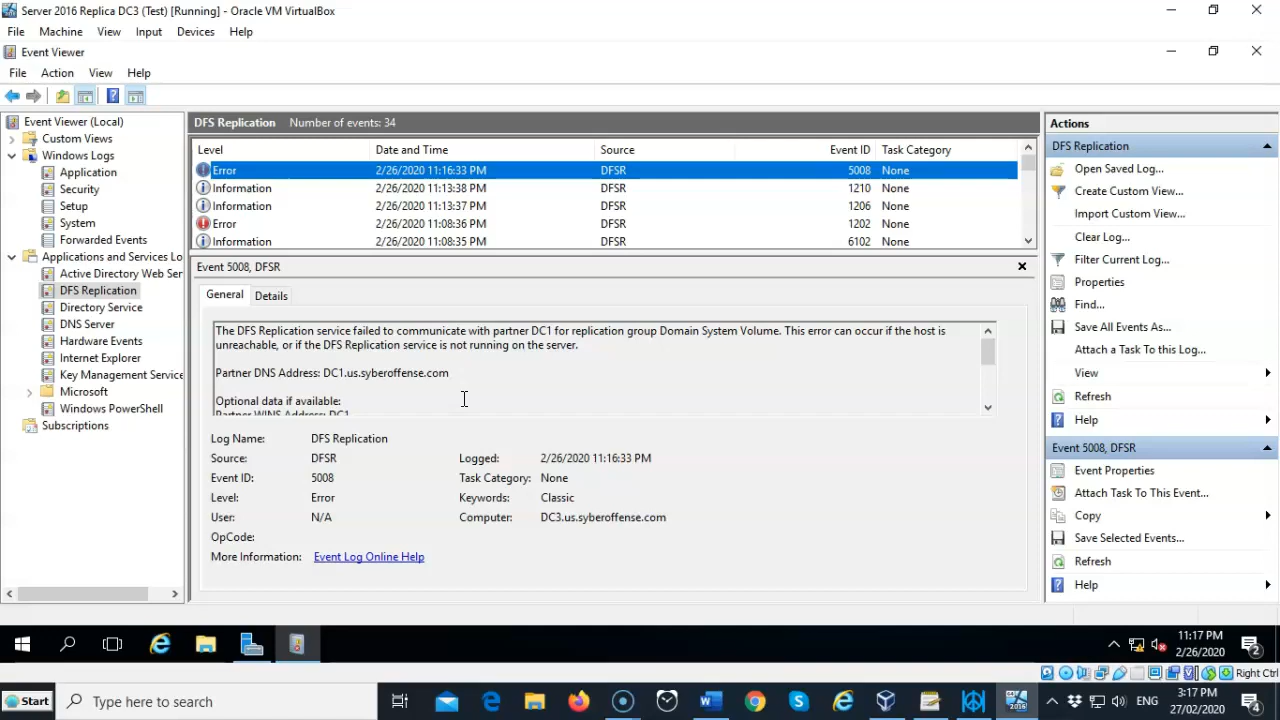 Server 2016 Replica DC3 (Test) [Running] - Oracle VM VirtualBox
File Machine View Input Devices Help
Event Viewer
File Action View Help
Event Viewer (Local)
Custom Views
Windows Logs
Application
Security
Setup
System
Forwarded Events
Applications and Services Lo
Active Directory Web Ser
DFS Replication
Directory Service
DNS Server
Hardware Events
Internet Explorer
Key Management Service
Microsoft
Windows PowerShell
Subscriptions
DFS Replication Number of events: 34
Level Date and Time Source Event ID Task Category
Error 2/26/2020 11:16:33 PM DFSR 5008 None
Information 2/26/2020 11:13:38 PM DFSR 1210 None
Information 2/26/2020 11:13:37 PM DFSR 1206 None
Error 2/26/2020 11:08:36 PM DFSR 1202 None
Information 2/26/2020 11:08:35 PM DFSR 6102 None
Event 5008, DFSR
General Details
The DFS Replication service failed to communicate with partner DC1 for replication group Domain System Volume. This error can occur if the host is
unreachable, or if the DFS Replication service is not running on the server.
Partner DNS Address: DC1.us.syberoffense.com
Optional data if available:
Partner WINS Address: DC1
Log Name: DFS Replication
Source: DFSR Logged: 2/26/2020 11:16:33 PM
Event ID: 5008 Task Category: None
Level: Error Keywords: Classic
User: N/A Computer: DC3.us.syberoffense.com
OpCode:
More Information: Event Log Online Help
Actions
DFS Replication
Open Saved Log...
Create Custom View...
Import Custom View...
Clear Log...
Filter Current Log...
Properties
Find...
Save All Events As...
Attach a Task To this Log...
View
Refresh
Help
Event 5008, DFSR
Event Properties
Attach Task To This Event...
Copy
Save Selected Events...
Refresh
Help
11:17 PM
2/26/2020
2
Right Ctrl
Start
Type here to search
ENG
3:17 PM
27/02/2020
4